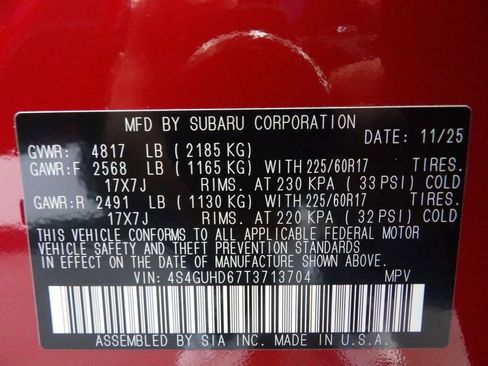 MFD BY SUBARU CORPORATION
DATE: 11/25
GVWR: 4817 LB ( 2185 KG)
GAWR:F 2568 LB ( 1165 KG) WITH 225/60R17 TIRES.
17X7J RIMS. AT 230 KPA ( 33 PSI) COLD
GAWR:R 2491 LB ( 1130 KG) WITH 225/60R17 TIRES.
17X7J RIMS. AT 220 KPA ( 32 PSI) COLD
THIS VEHICLE CONFORMS TO ALL APPLICABLE FEDERAL MOTOR
VEHICLE SAFETY AND THEFT PREVENTION STANDARDS IN
EFFECT ON THE DATE OF MANUFACTURE SHOWN ABOVE.
VIN: 4S4GUHD67T3713704 MPV
ASSEMBLED BY SIA INC. MADE IN U.S.A.